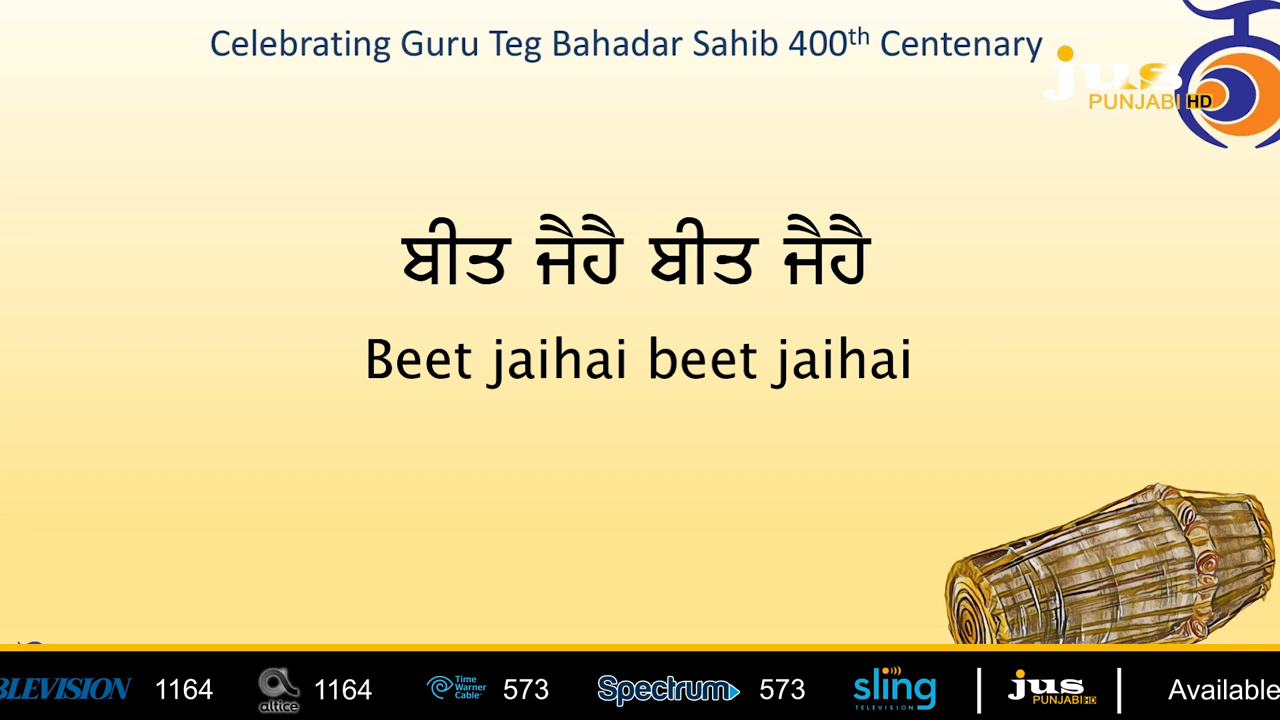 Celebrating Guru Teg Bahadar Sahib 400th Centenary
jus
PUNJABI HD
ਬੀਤ ਜੈਹੈ ਬੀਤ ਜੈਹੈ
Beet jaihai beet jaihai
BLEVISION 1164 altice 1164 Time Warner Cable 573 Spectrum 573 sling TELEVISION | jus PUNJABI HD | Available